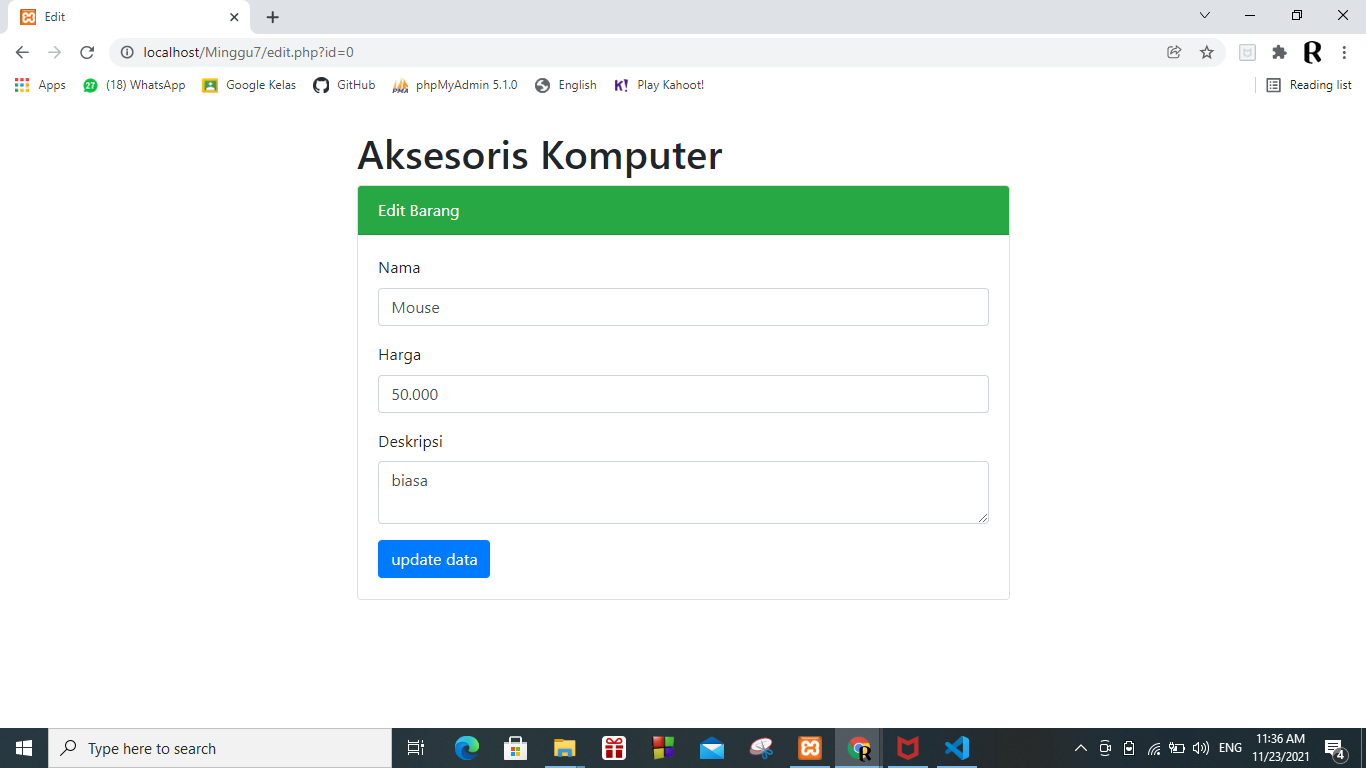 Edit
localhost/Minggu7/edit.php?id=0
R
Apps
27
(18) WhatsApp
Google Kelas
GitHub
PMA
phpMyAdmin 5.1.0
English
K!
Play Kahoot!
Reading list
Aksesoris Komputer
Edit Barang
Nama
Mouse
Harga
50.000
Deskripsi
biasa
update data
Type here to search
R
ENG
11:36 AM
11/23/2021
4